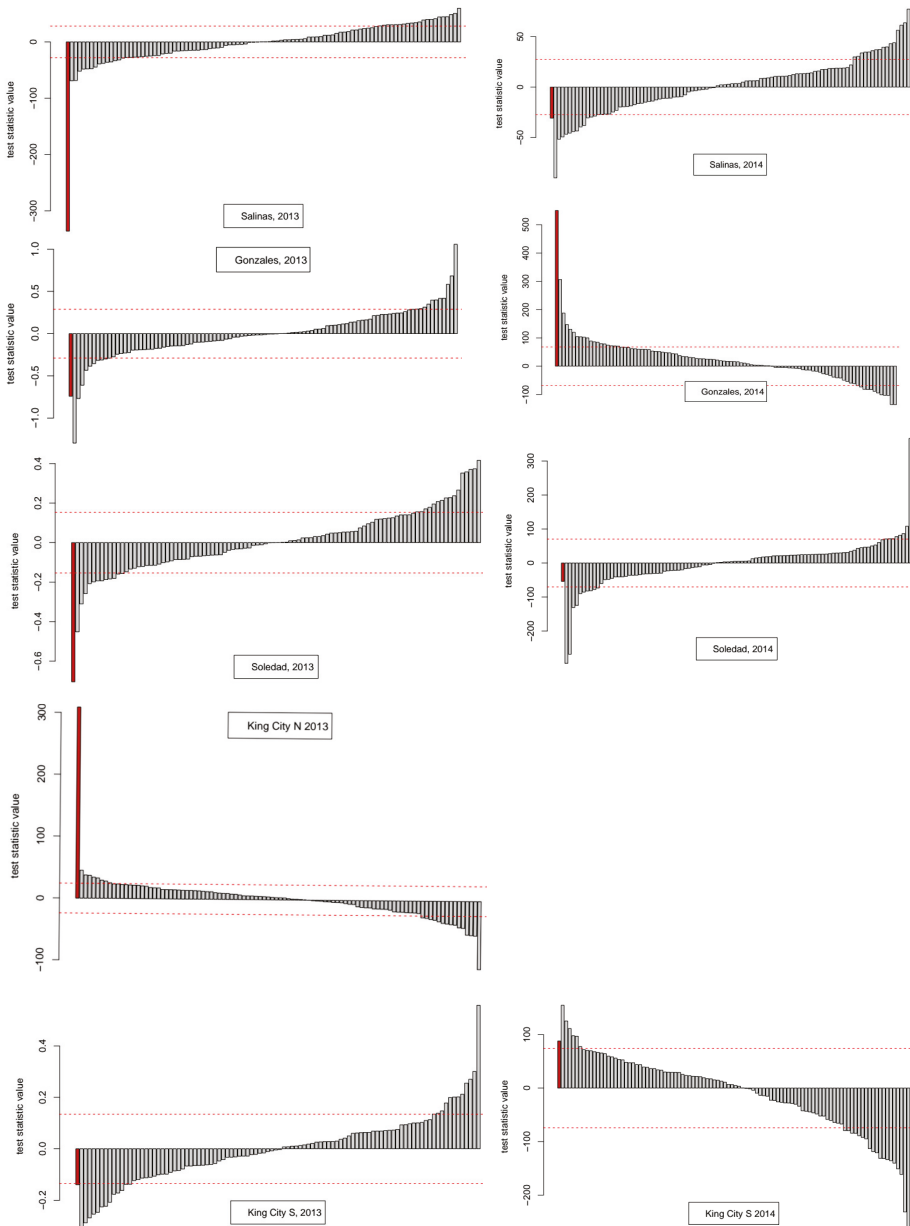 test statistic value
0
−100
−200
−300
Salinas, 2013
test statistic value
50
0
−50
Salinas, 2014
test statistic value
1.0
0.5
0.0
−0.5
−1.0
Gonzales, 2013
test statistic value
500
400
300
200
100
0
−100
Gonzales, 2014
test statistic value
0.4
0.2
0.0
−0.2
−0.4
−0.6
Soledad, 2013
test statistic value
300
200
100
0
−100
−200
Soledad, 2014
test statistic value
300
200
100
0
−100
King City N 2013
test statistic value
0.4
0.2
0.0
−0.2
King City S, 2013
test statistic value
100
0
−100
−200
King City S 2014